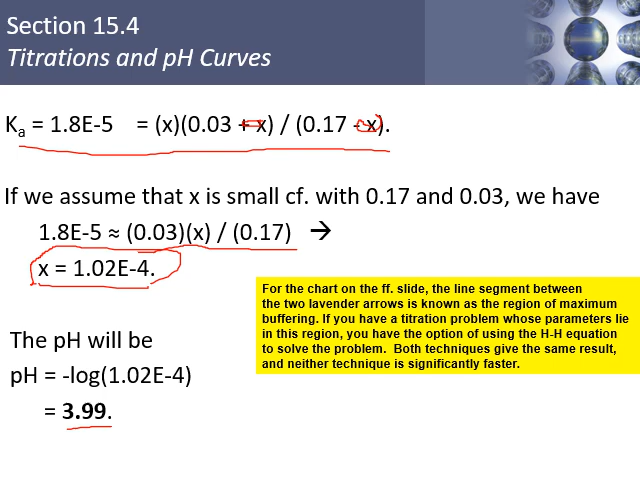 Section 15.4
Titrations and pH Curves
Ka = 1.8E-5 = (x)(0.03 + x) / (0.17 - x).
If we assume that x is small cf. with 0.17 and 0.03, we have
1.8E-5 ≈ (0.03)(x) / (0.17) →
x = 1.02E-4.
For the chart on the ff. slide, the line segment between
the two lavender arrows is known as the region of maximum
buffering. If you have a titration problem whose parameters lie
in this region, you have the option of using the H-H equation
to solve the problem. Both techniques give the same result,
and neither technique is significantly faster.
The pH will be
pH = -log(1.02E-4)
= 3.99.